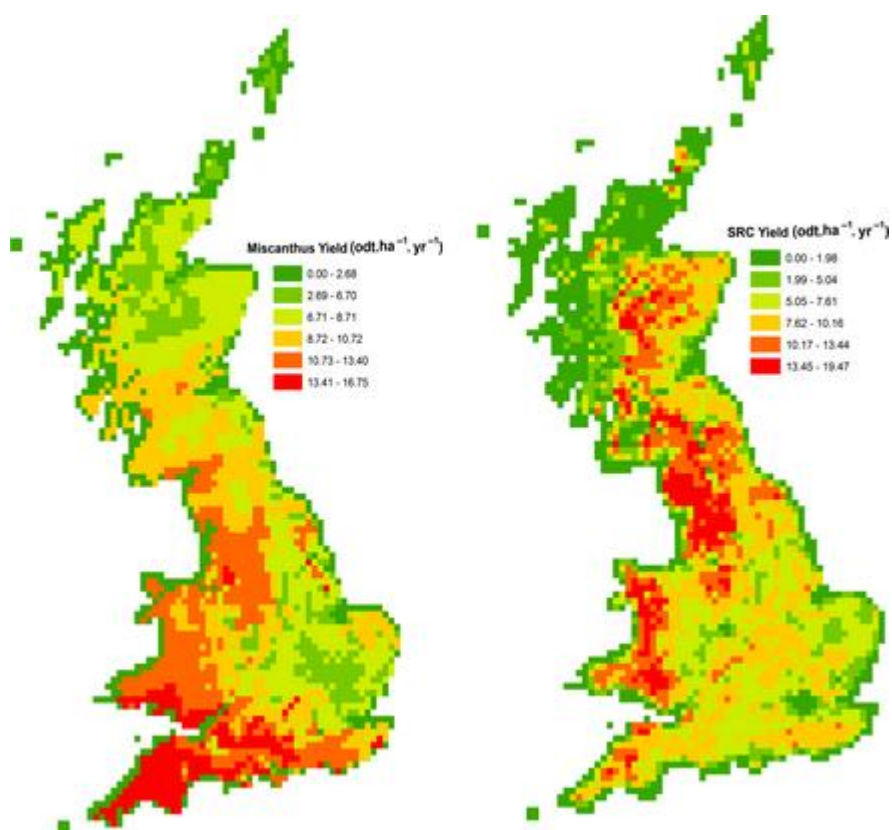 Miscanthus Yield (odt.ha⁻¹. yr⁻¹)
0.00 - 2.68
2.69 - 6.70
6.71 - 8.71
8.72 - 10.72
10.73 - 13.40
13.41 - 16.75
SRC Yield (odt.ha⁻¹. yr⁻¹)
0.00 - 1.98
1.99 - 5.04
5.05 - 7.61
7.62 - 10.16
10.17 - 13.44
13.45 - 19.47